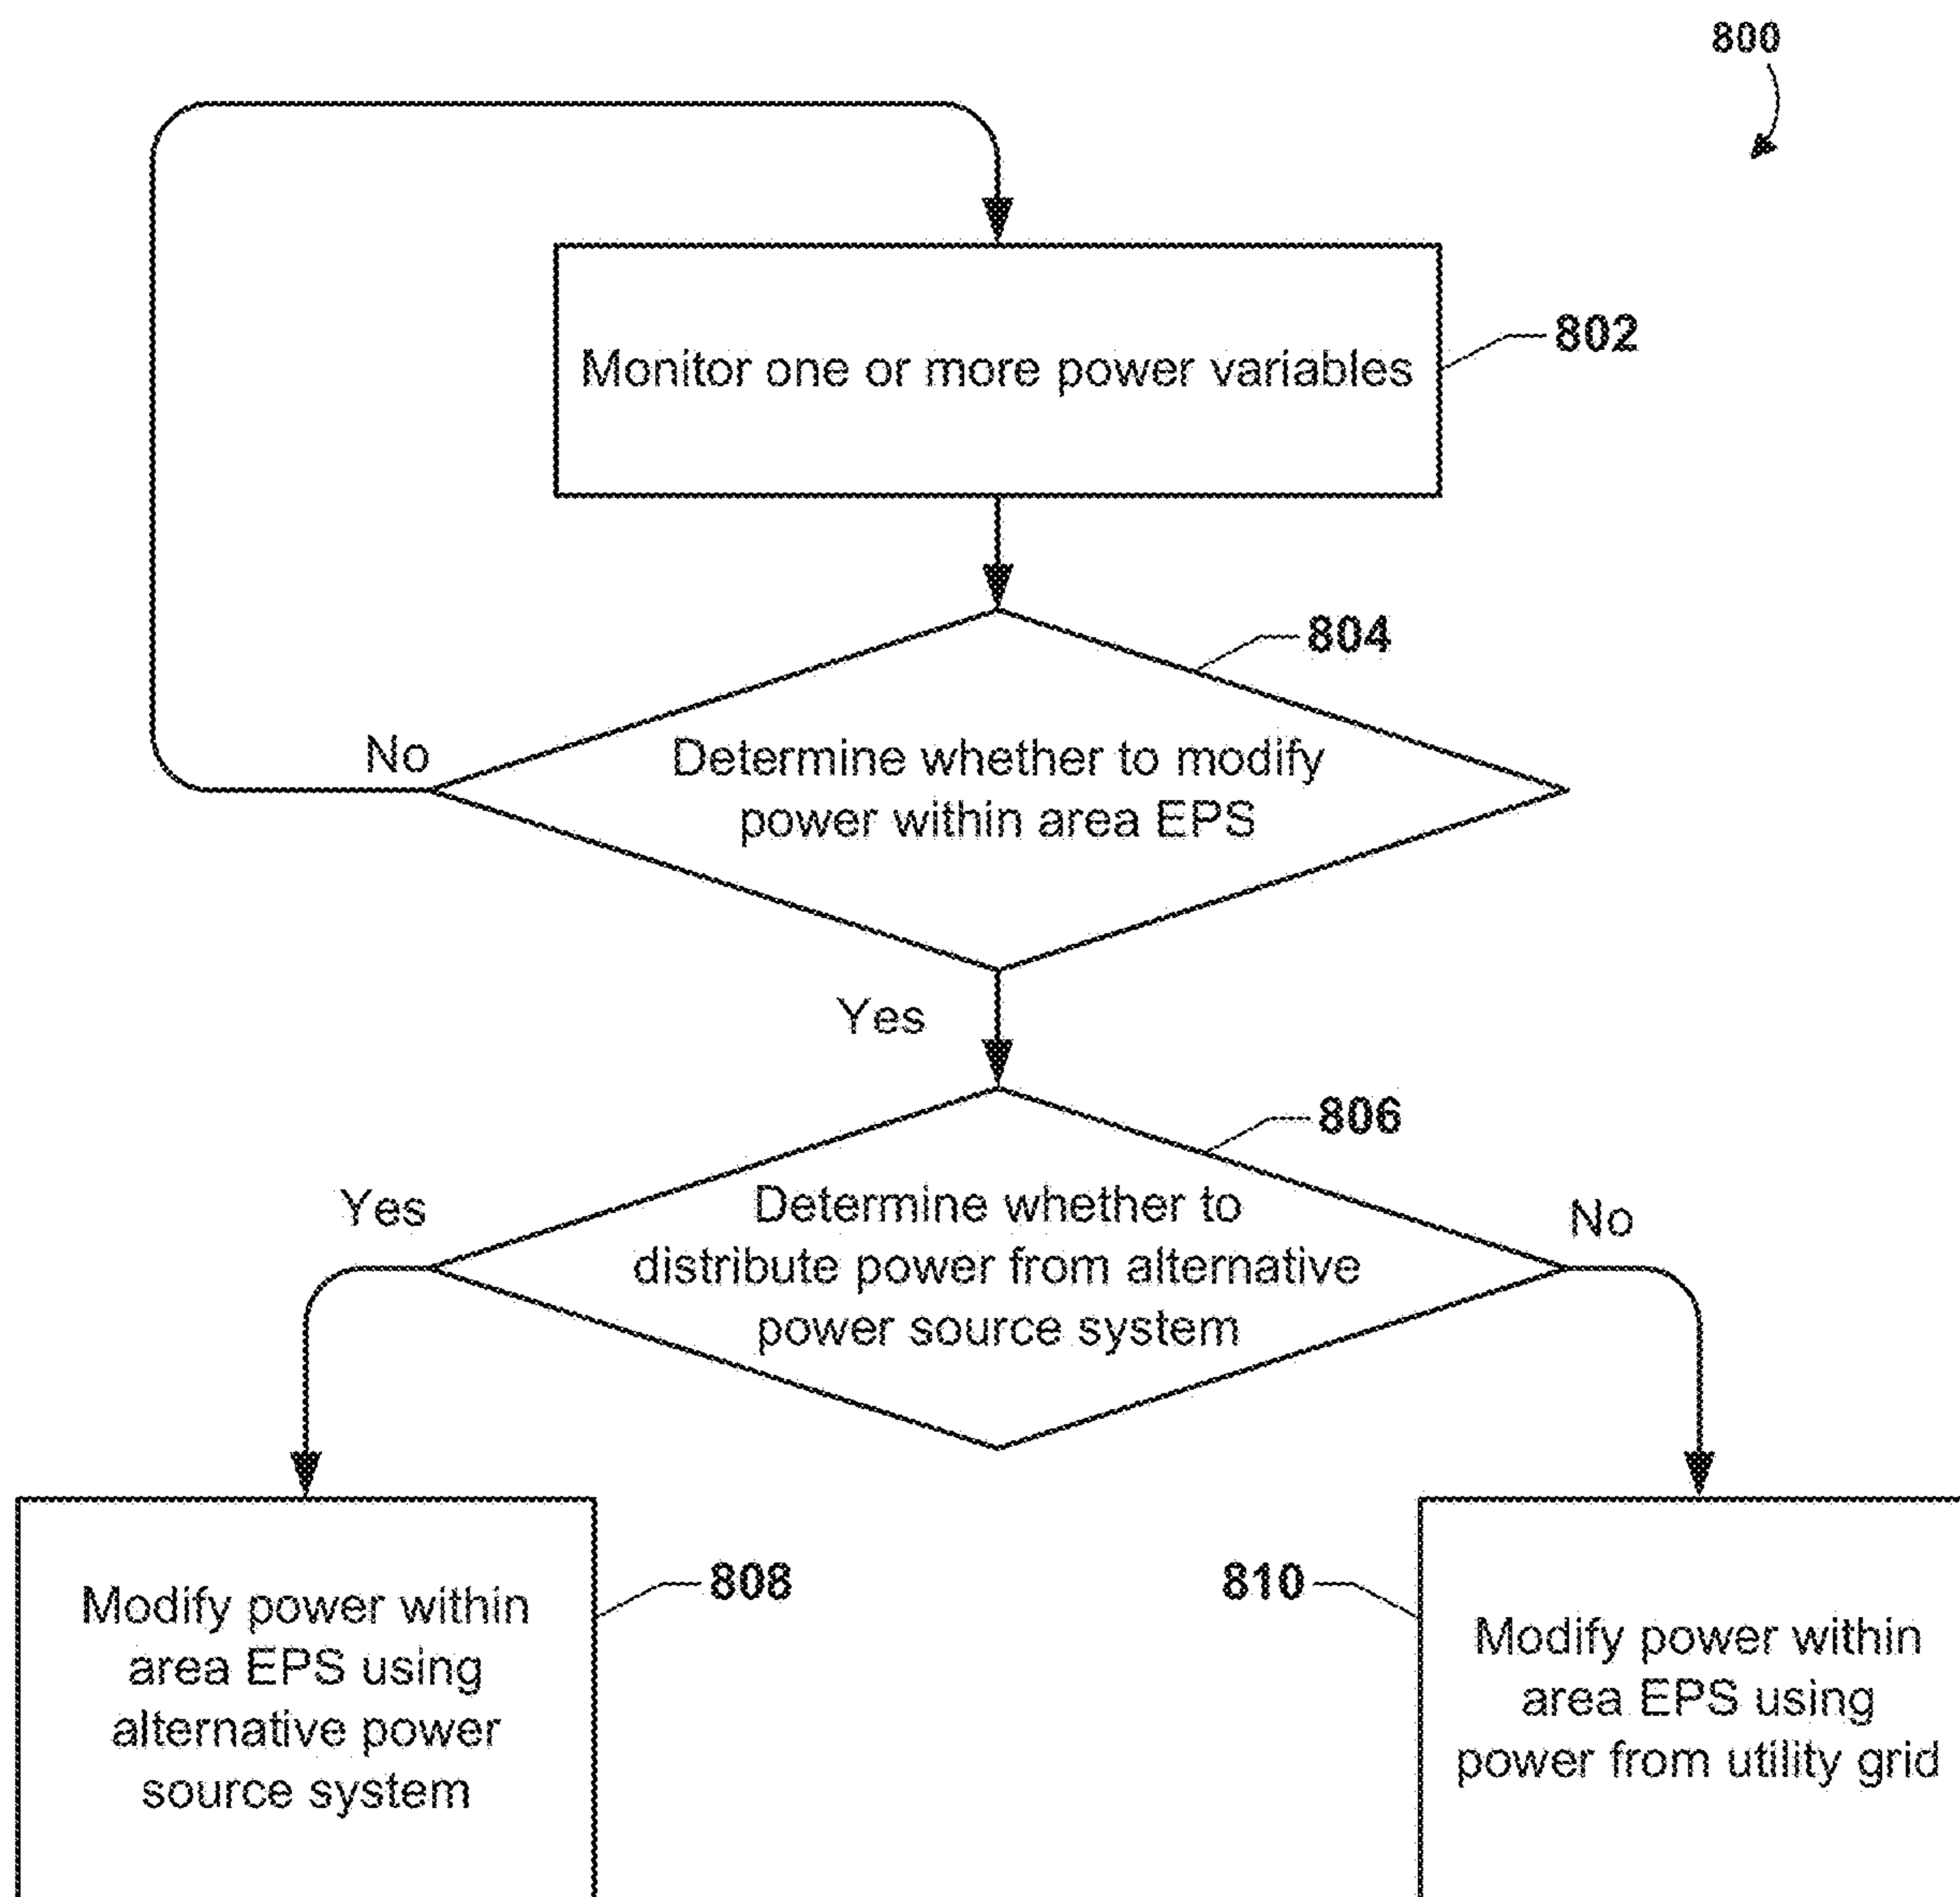 800
Monitor one or more power variables
802
804
No
Determine whether to modify
power within area EPS
Yes
806
Yes
Determine whether to
distribute power from alternative
power source system
No
808
Modify power within
area EPS using
alternative power
source system
810
Modify power within
area EPS using
power from utility grid